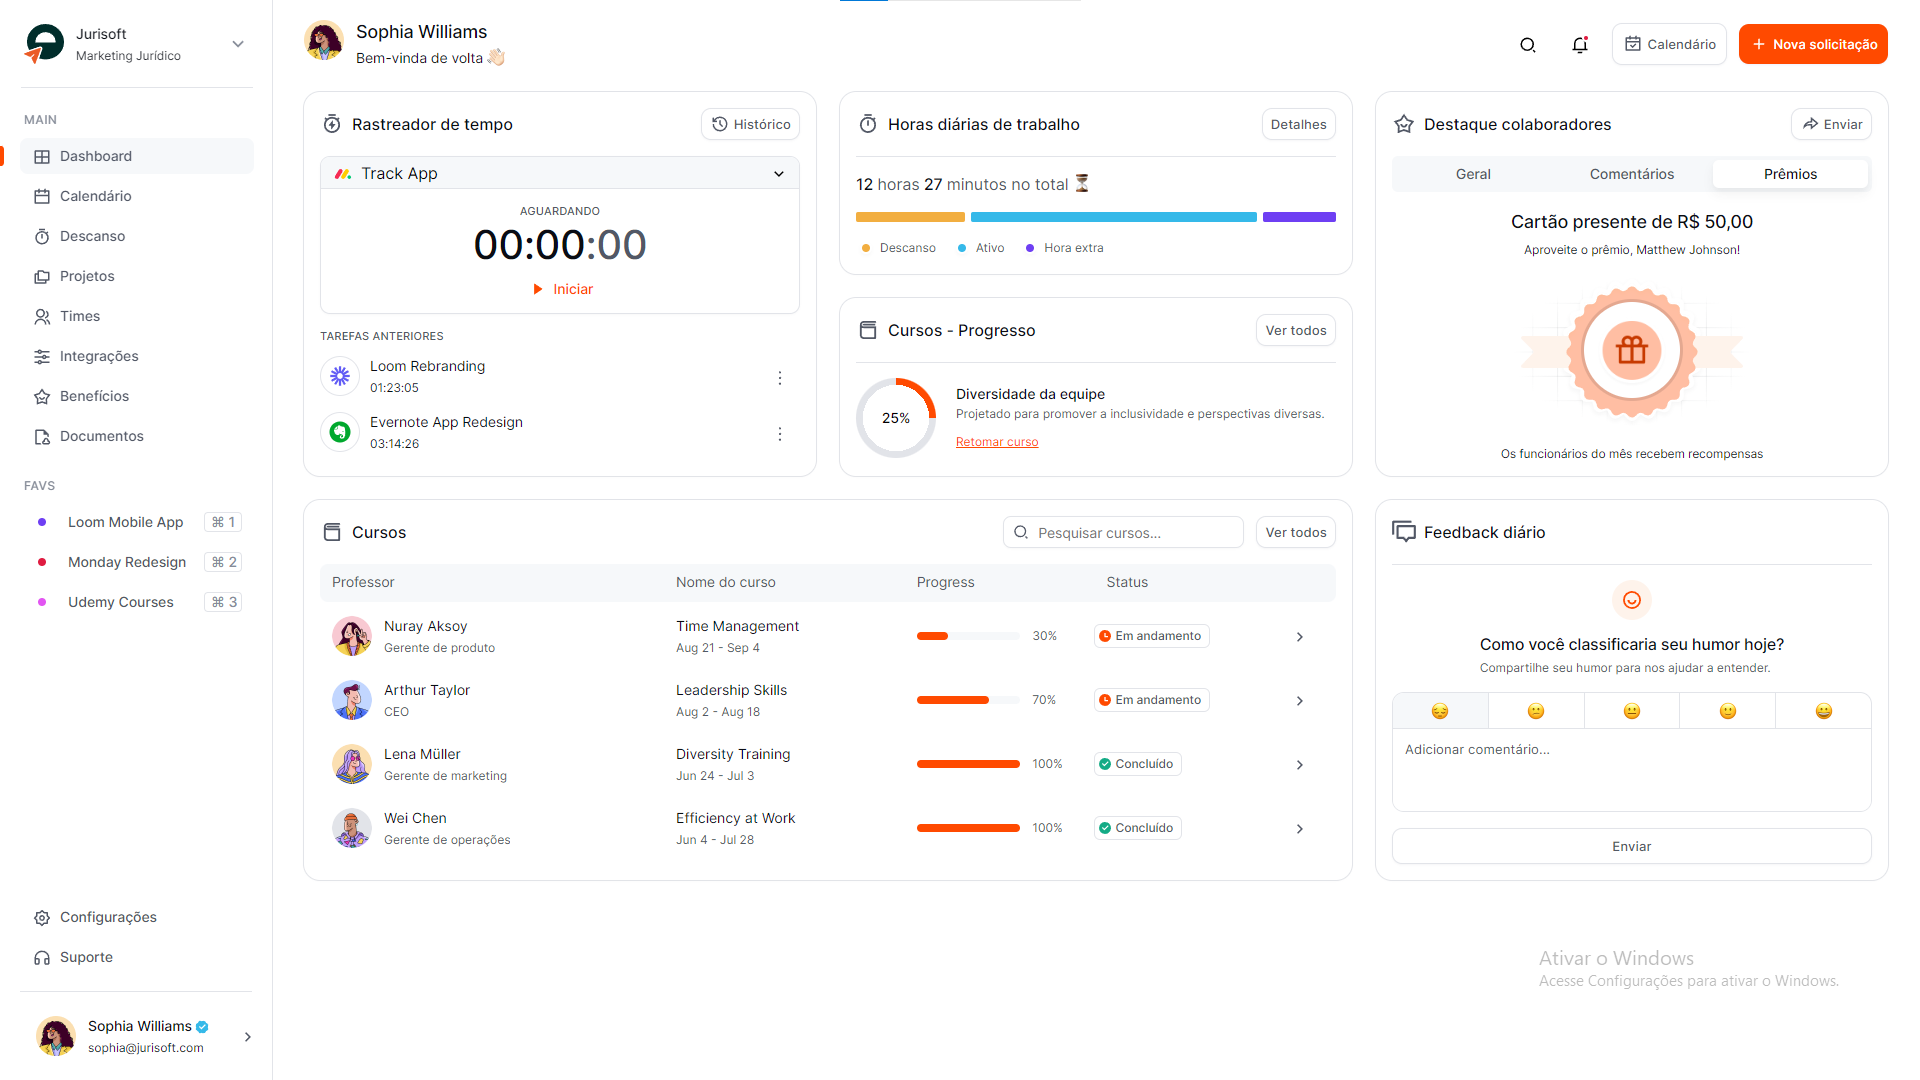 Jurisoft
Marketing Jurídico
MAIN
Dashboard
Calendário
Descanso
Projetos
Times
Integrações
Benefícios
Documentos
FAVS
Loom Mobile App ⌘ 1
Monday Redesign ⌘ 2
Udemy Courses ⌘ 3
Configurações
Suporte
Sophia Williams
sophia@jurisoft.com
Sophia Williams
Bem-vinda de volta 👋🏻
Calendário
Nova solicitação
Rastreador de tempo
Histórico
Track App
AGUARDANDO
00:00:00
Iniciar
TAREFAS ANTERIORES
Loom Rebranding
01:23:05
Evernote App Redesign
03:14:26
Horas diárias de trabalho
Detalhes
12 horas 27 minutos no total ⏳
Descanso Ativo Hora extra
Cursos - Progresso
Ver todos
25%
Diversidade da equipe
Projetado para promover a inclusividade e perspectivas diversas.
Retomar curso
Destaque colaboradores
Enviar
Geral Comentários Prêmios
Cartão presente de R$ 50,00
Aproveite o prêmio, Matthew Johnson!
Os funcionários do mês recebem recompensas
Cursos
Pesquisar cursos...
Ver todos
Professor Nome do curso Progress Status
Nuray Aksoy Time Management
Gerente de produto Aug 21 - Sep 4 30% Em andamento
Arthur Taylor Leadership Skills
CEO Aug 2 - Aug 18 70% Em andamento
Lena Müller Diversity Training
Gerente de marketing Jun 24 - Jul 3 100% Concluído
Wei Chen Efficiency at Work
Gerente de operações Jun 4 - Jul 28 100% Concluído
Feedback diário
Como você classificaria seu humor hoje?
Compartilhe seu humor para nos ajudar a entender.
😔 😕 😐 🙂 😀
Adicionar comentário...
Enviar
Ativar o Windows
Acesse Configurações para ativar o Windows.